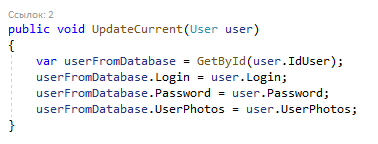 Ссылок: 2
public void UpdateCurrent(User user)
{
var userFromDatabase = GetById(user.IdUser);
userFromDatabase.Login = user.Login;
userFromDatabase.Password = user.Password;
userFromDatabase.UserPhotos = user.UserPhotos;
}